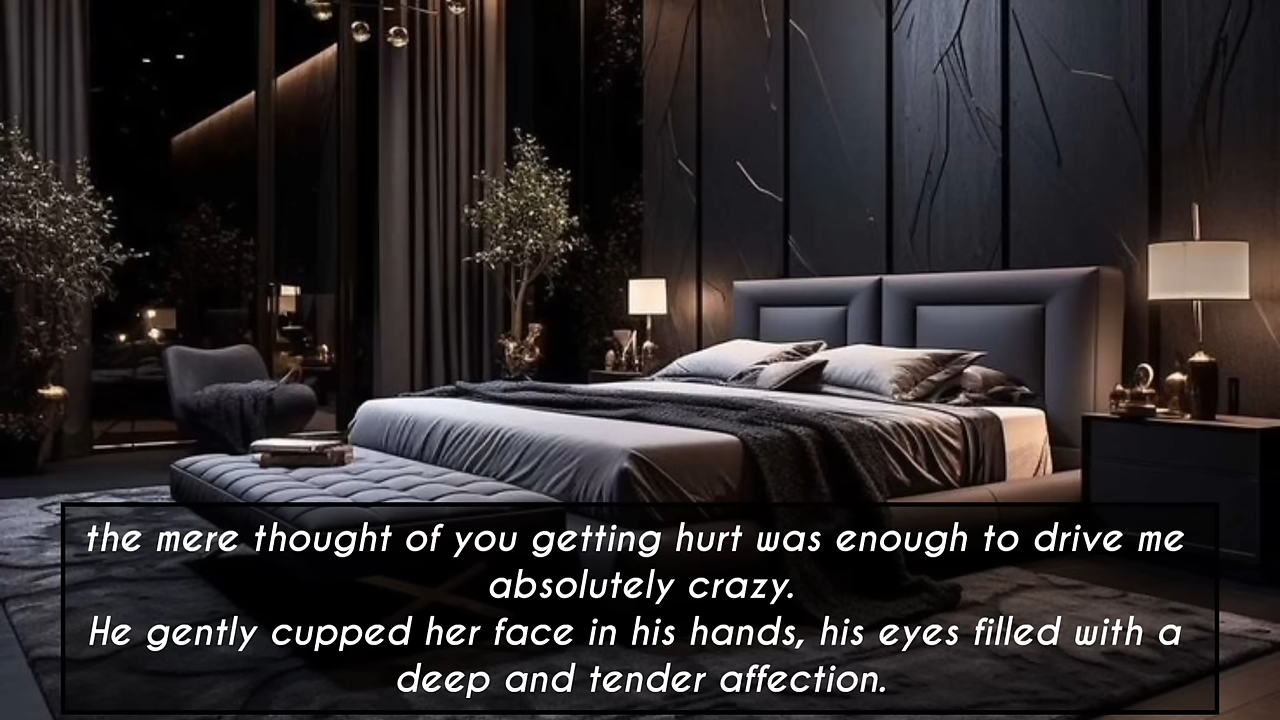 the mere thought of you getting hurt was enough to drive me
absolutely crazy.
He gently cupped her face in his hands, his eyes filled with a
deep and tender affection.